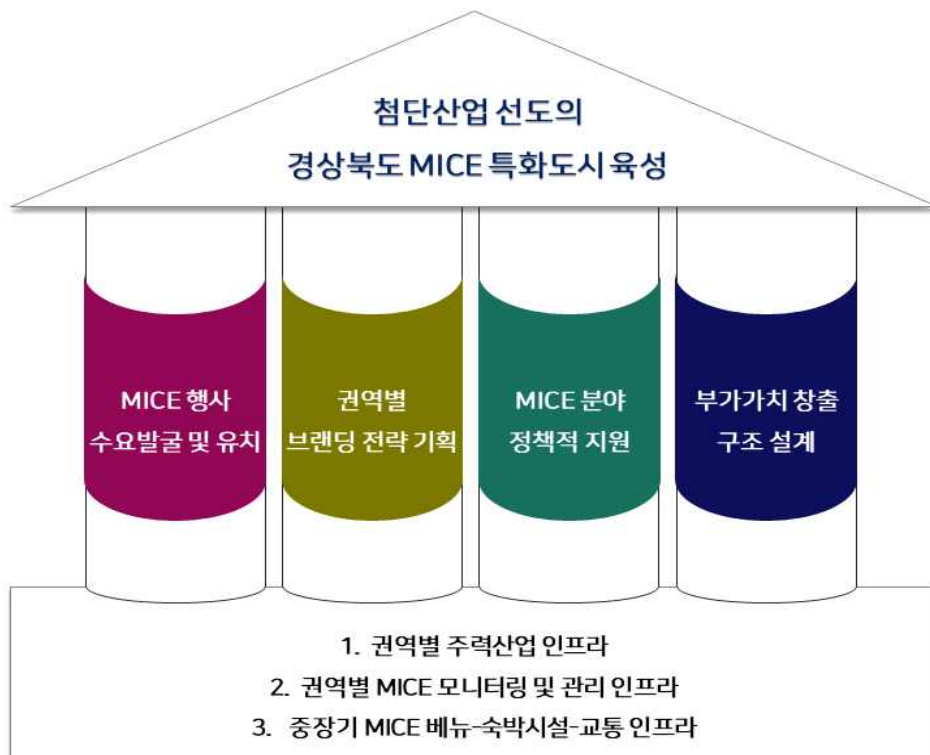 첨단산업 선도의
경상북도 MICE 특화도시 육성
MICE 행사
수요발굴 및 유치
권역별
브랜딩 전략 기획
MICE 분야
정책적 지원
부가가치 창출
구조 설계
1. 권역별 주력산업 인프라
2. 권역별 MICE 모니터링 및 관리 인프라
3. 중장기 MICE 베뉴-숙박시설-교통 인프라